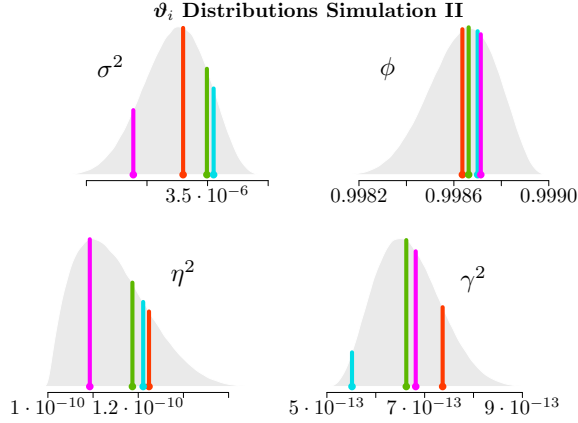 ϑᵢ Distributions Simulation II
σ²
ϕ
3.5 · 10⁻⁶
0.9982 0.9986 0.9990
η²
γ²
1 · 10⁻¹⁰ 1.2 · 10⁻¹⁰
5 · 10⁻¹³ 7 · 10⁻¹³ 9 · 10⁻¹³